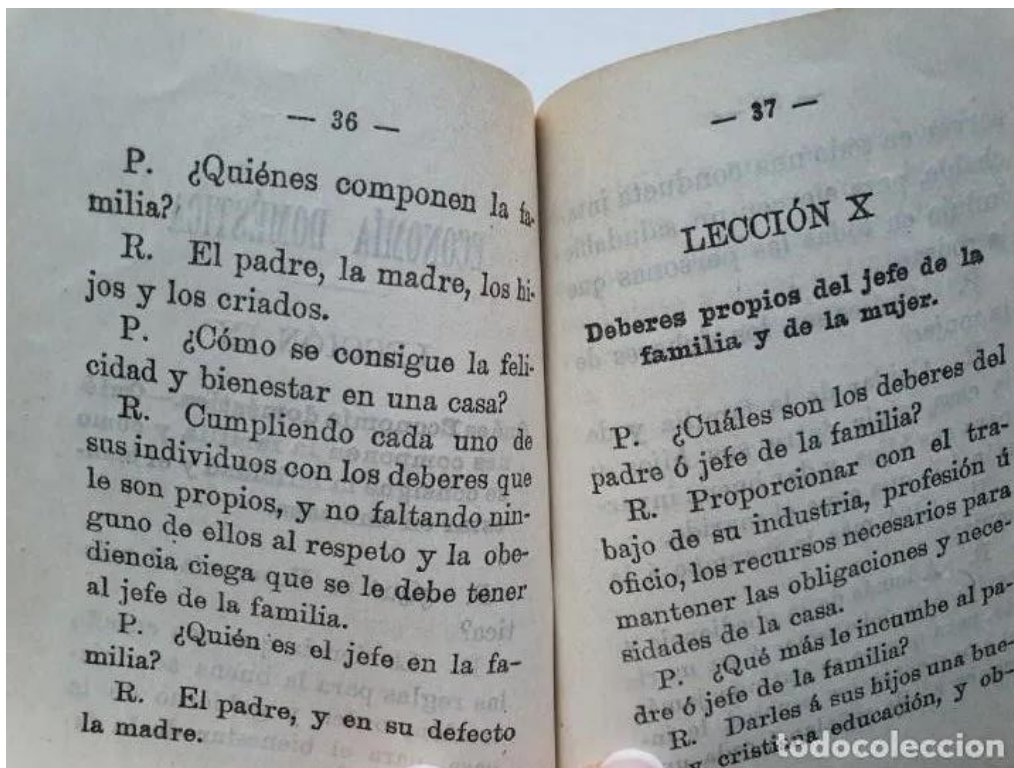 — 36 —
P. ¿Quiénes componen la fa-
milia?
R. El padre, la madre, los hi-
jos y los criados.
P. ¿Cómo se consigue la feli-
cidad y bienestar en una casa?
R. Cumpliendo cada uno de
sus individuos con los deberes que
le son propios, y no faltando nin-
guno de ellos al respeto y la obe-
diencia ciega que se le debe tener
al jefe de la familia.
P. ¿Quién es el jefe en la fa-
milia?
R. El padre, y en su defecto
la madre.
— 37 —
LECCIÓN X
Deberes propios del jefe de la
familia y de la mujer.
P. ¿Cuáles son los deberes del
padre ó jefe de la familia?
R. Proporcionar con el tra-
bajo de su industria, profesión ú
oficio, los recursos necesarios para
mantener las obligaciones y nece-
sidades de la casa.
P. ¿Qué más le incumbe al pa-
dre ó jefe de la familia?
R. Darles á sus hijos una bue-
y cristiana educación, y ob-
todocoleccion